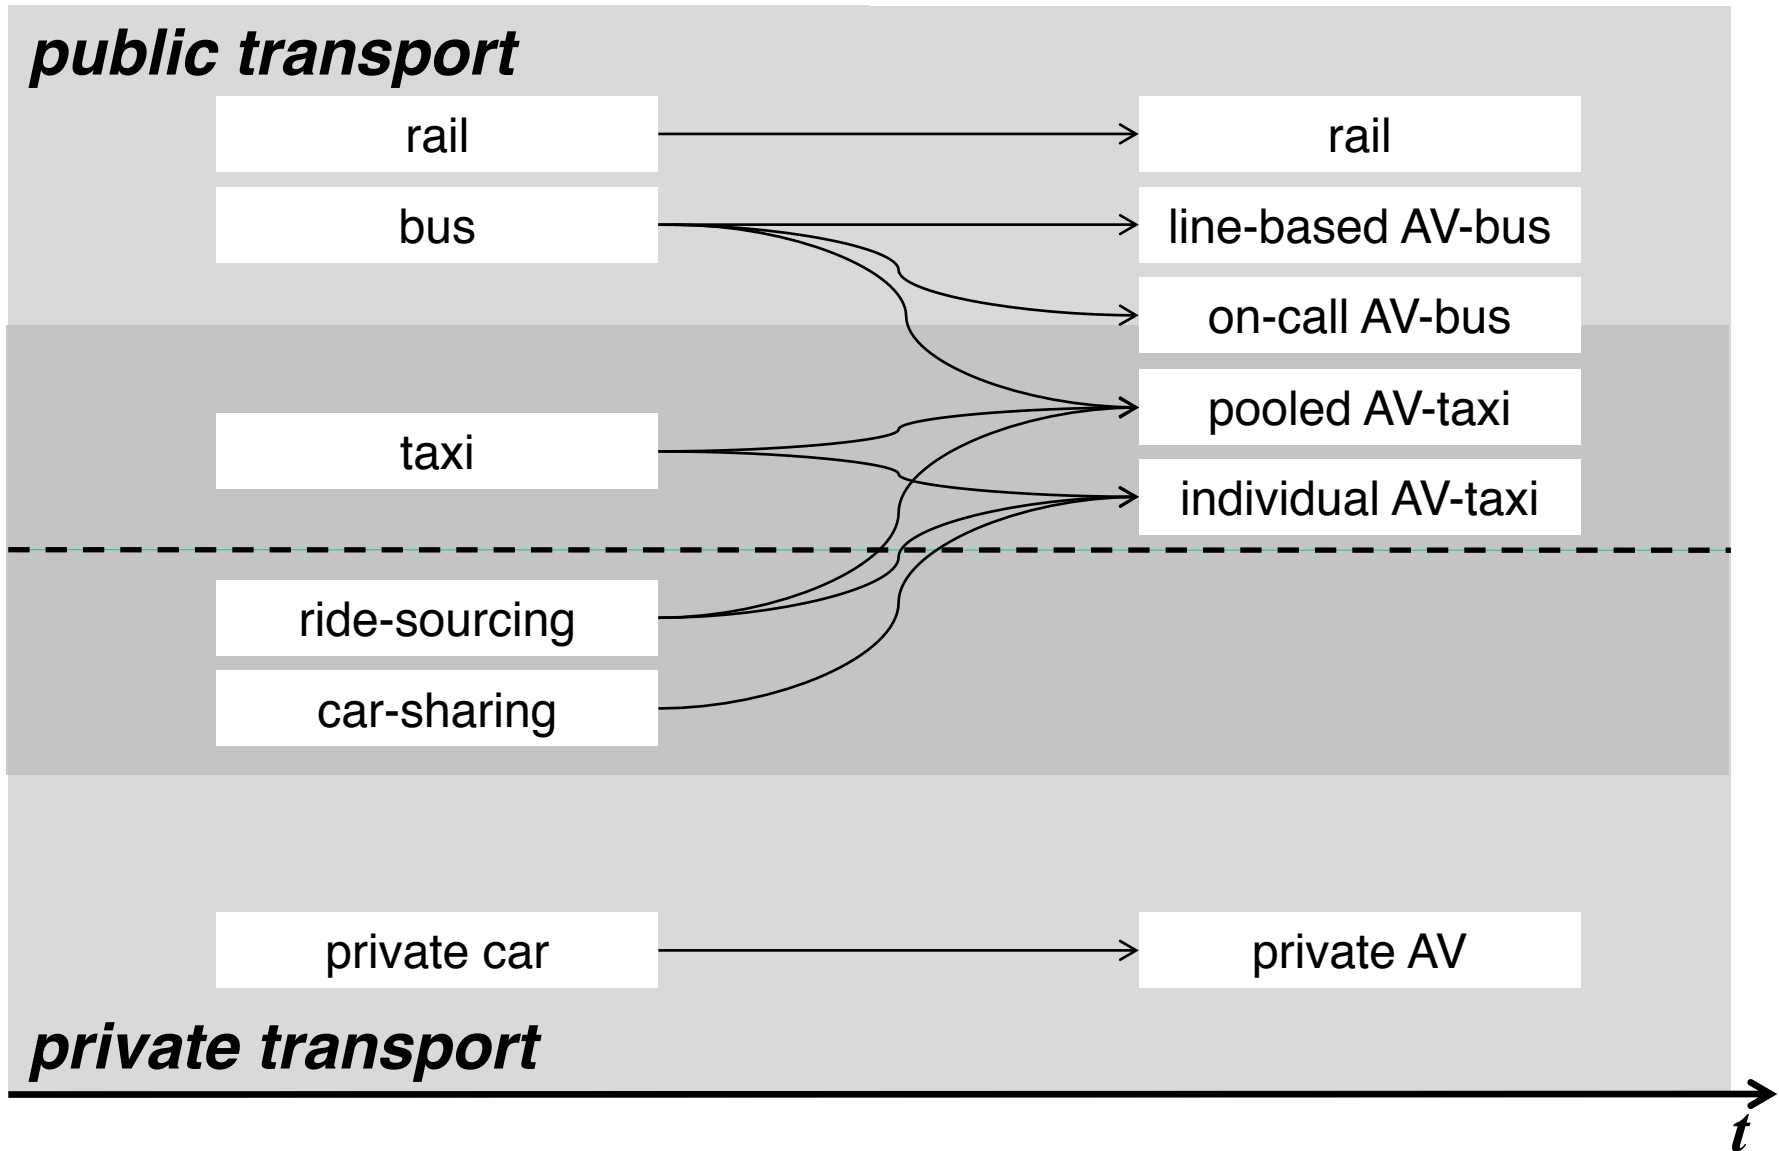 public transport
rail
rail
bus
line-based AV-bus
on-call AV-bus
pooled AV-taxi
taxi
individual AV-taxi
ride-sourcing
car-sharing
private car
private AV
private transport
t